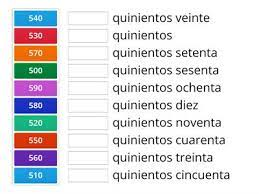 540 quinientos veinte
530 quinientos
570 quinientos setenta
500 quinientos sesenta
590 quinientos ochenta
580 quinientos diez
520 quinientos noventa
550 quinientos cuarenta
560 quinientos treinta
510 quinientos cincuenta